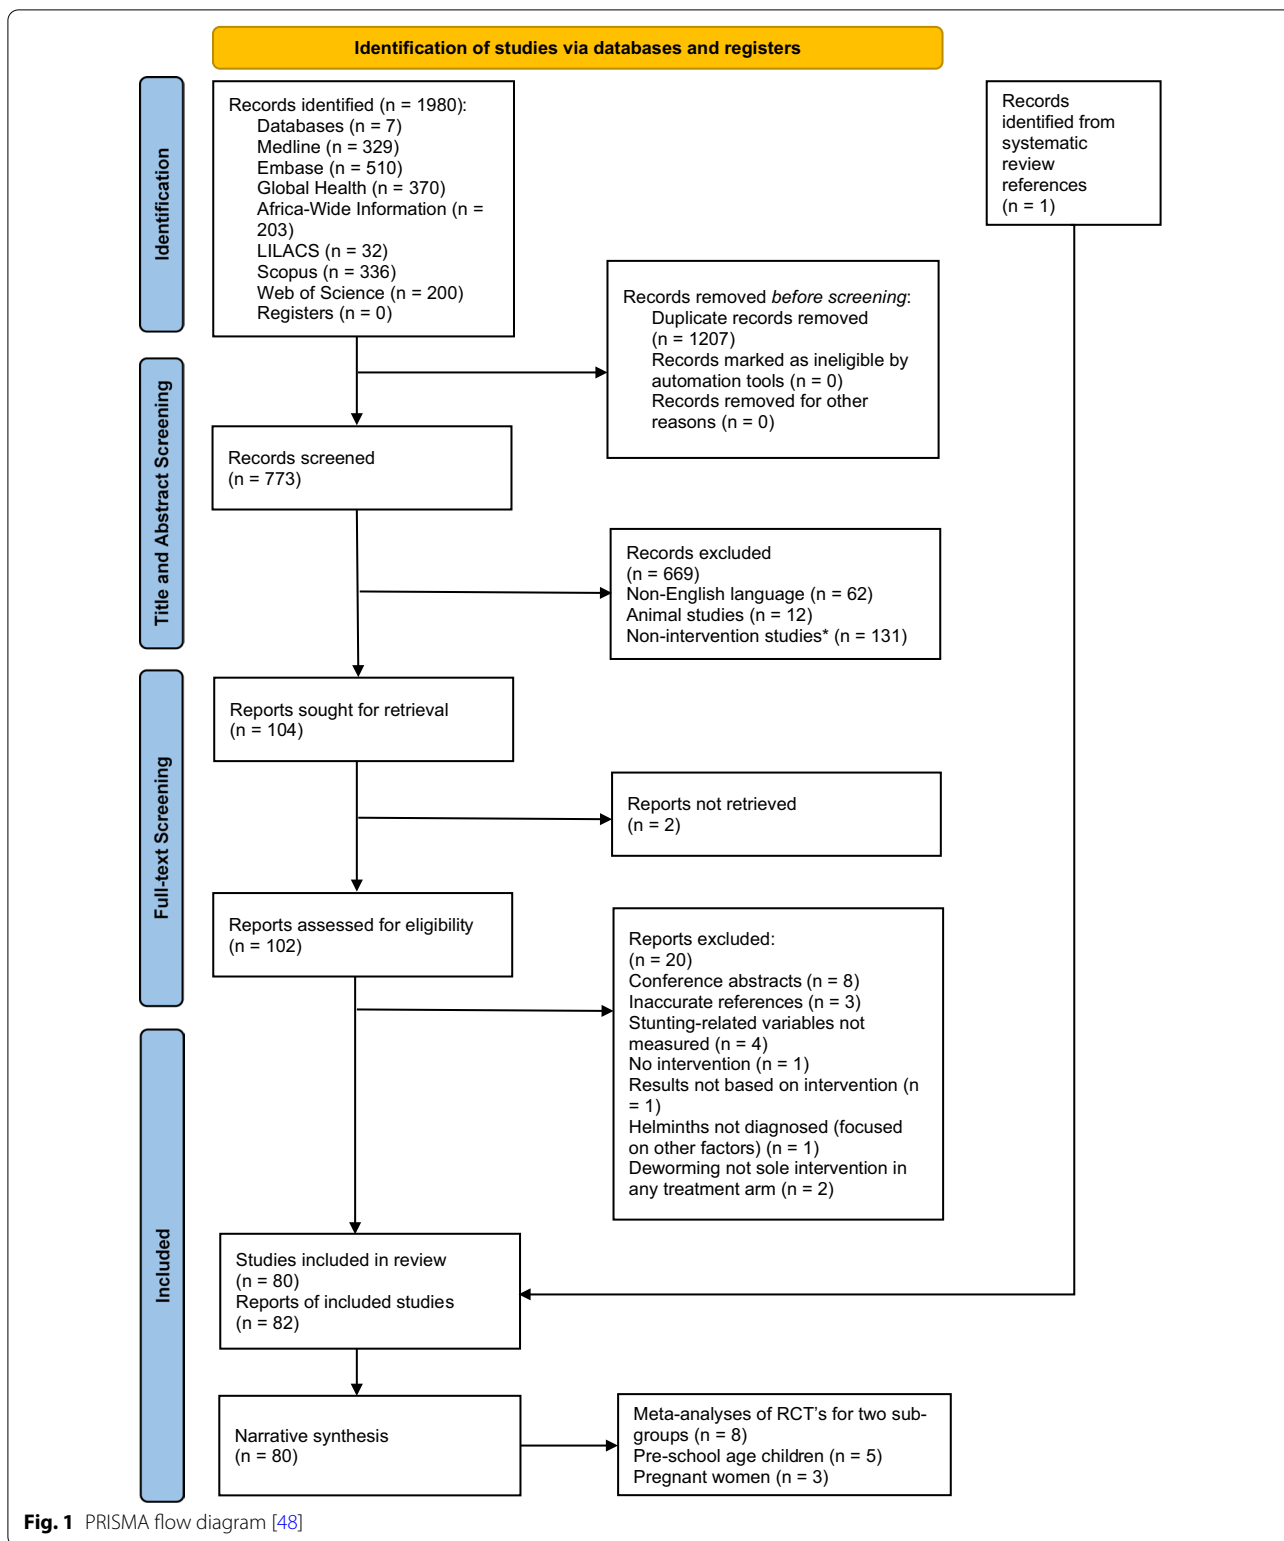 Identification of studies via databases and registers
Identification
Records identified (n = 1980):
Databases (n = 7)
Medline (n = 329)
Embase (n = 510)
Global Health (n = 370)
Africa-Wide Information (n =
203)
LILACS (n = 32)
Scopus (n = 336)
Web of Science (n = 200)
Registers (n = 0)
Records
identified from
systematic
review
references
(n = 1)
Records removed before screening:
Duplicate records removed
(n = 1207)
Records marked as ineligible by
automation tools (n = 0)
Records removed for other
reasons (n = 0)
Title and Abstract Screening
Records screened
(n = 773)
Records excluded
(n = 669)
Non-English language (n = 62)
Animal studies (n = 12)
Non-intervention studies* (n = 131)
Full-text Screening
Reports sought for retrieval
(n = 104)
Reports not retrieved
(n = 2)
Reports assessed for eligibility
(n = 102)
Reports excluded:
(n = 20)
Conference abstracts (n = 8)
Inaccurate references (n = 3)
Stunting-related variables not
measured (n = 4)
No intervention (n = 1)
Results not based on intervention (n
= 1)
Helminths not diagnosed (focused
on other factors) (n = 1)
Deworming not sole intervention in
any treatment arm (n = 2)
Included
Studies included in review
(n = 80)
Reports of included studies
(n = 82)
Narrative synthesis
(n = 80)
Meta-analyses of RCT's for two sub-
groups (n = 8)
Pre-school age children (n = 5)
Pregnant women (n = 3)
Fig. 1 PRISMA flow diagram [48]